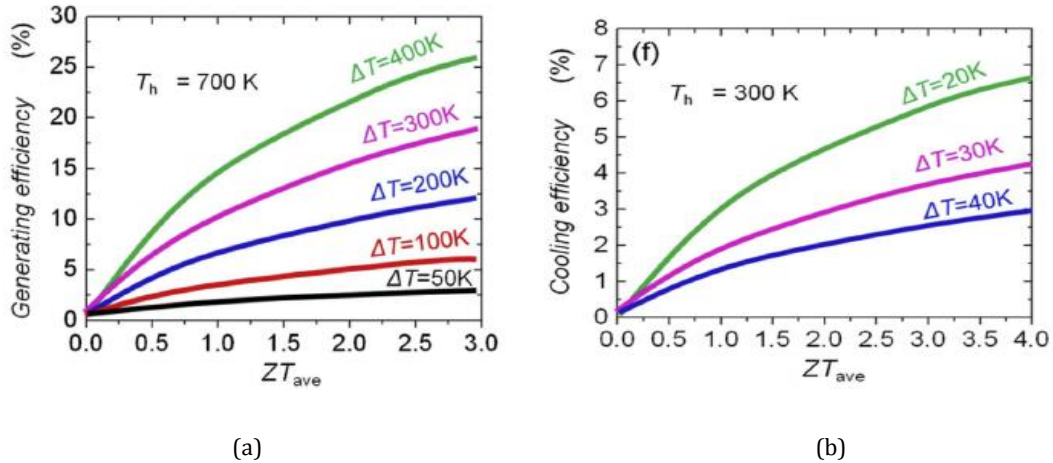 30
25
20
15
10
5
0
Generating efficiency (%)
T_h = 700 K
ΔT=400K
ΔT=300K
ΔT=200K
ΔT=100K
ΔT=50K
0.0 0.5 1.0 1.5 2.0 2.5 3.0
ZT_ave
(a)
8
7
6
5
4
3
2
1
0
Cooling efficiency (%)
(f)
T_h = 300 K
ΔT=20K
ΔT=30K
ΔT=40K
0.0 0.5 1.0 1.5 2.0 2.5 3.0 3.5 4.0
ZT_ave
(b)